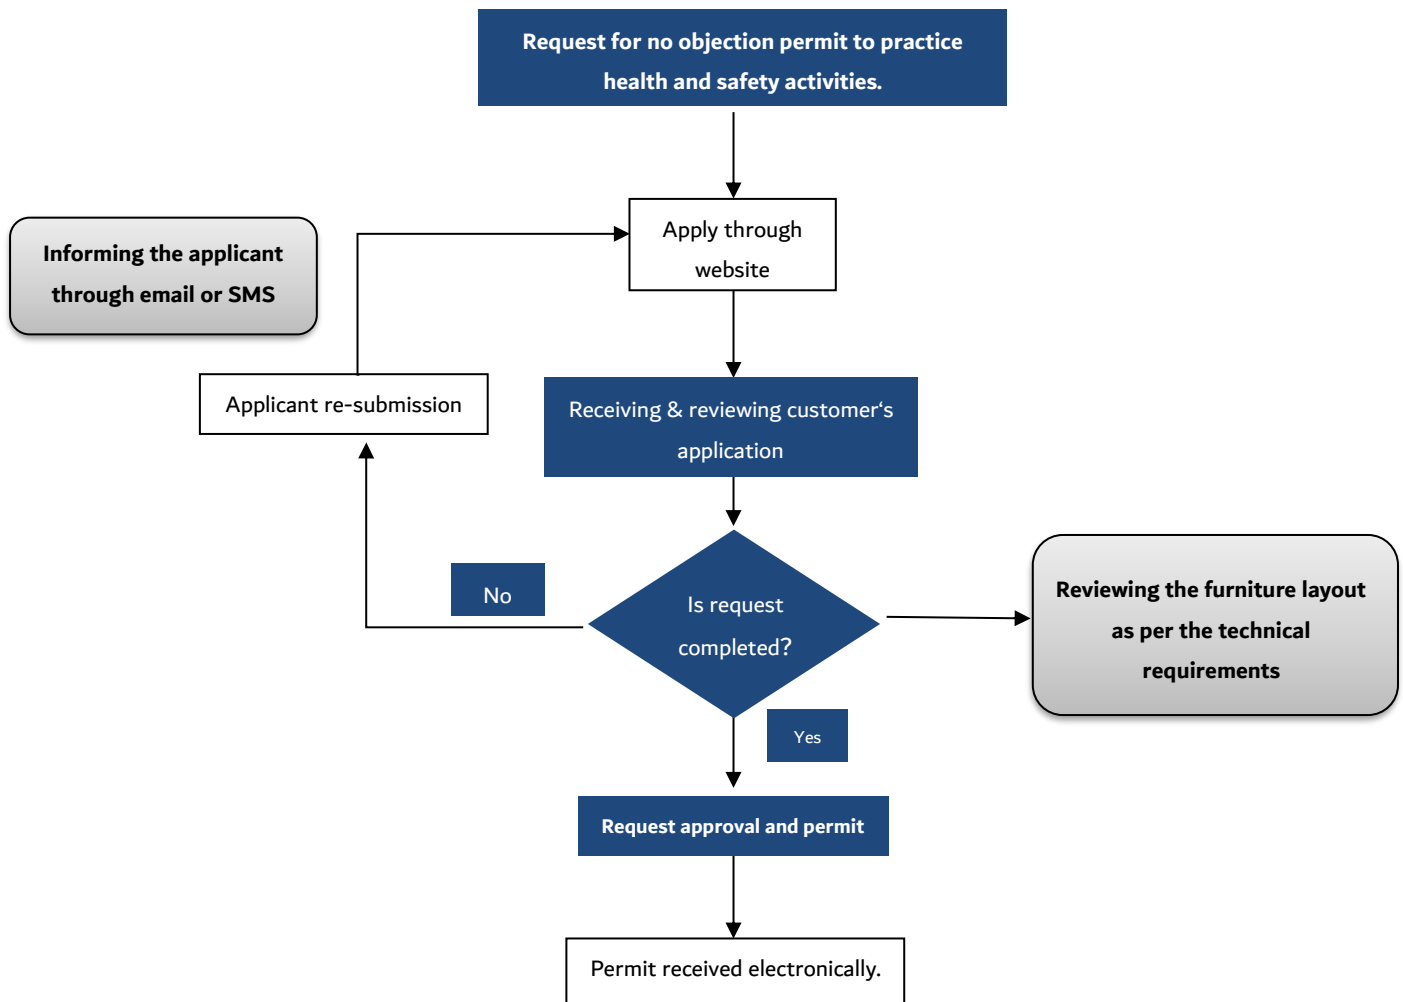 Request for no objection permit to practice
health and safety activities.
Apply through
website
Informing the applicant
through email or SMS
Applicant re-submission
Receiving & reviewing customer‘s
application
No
Is request
completed?
Reviewing the furniture layout
as per the technical
requirements
Yes
Request approval and permit
Permit received electronically.